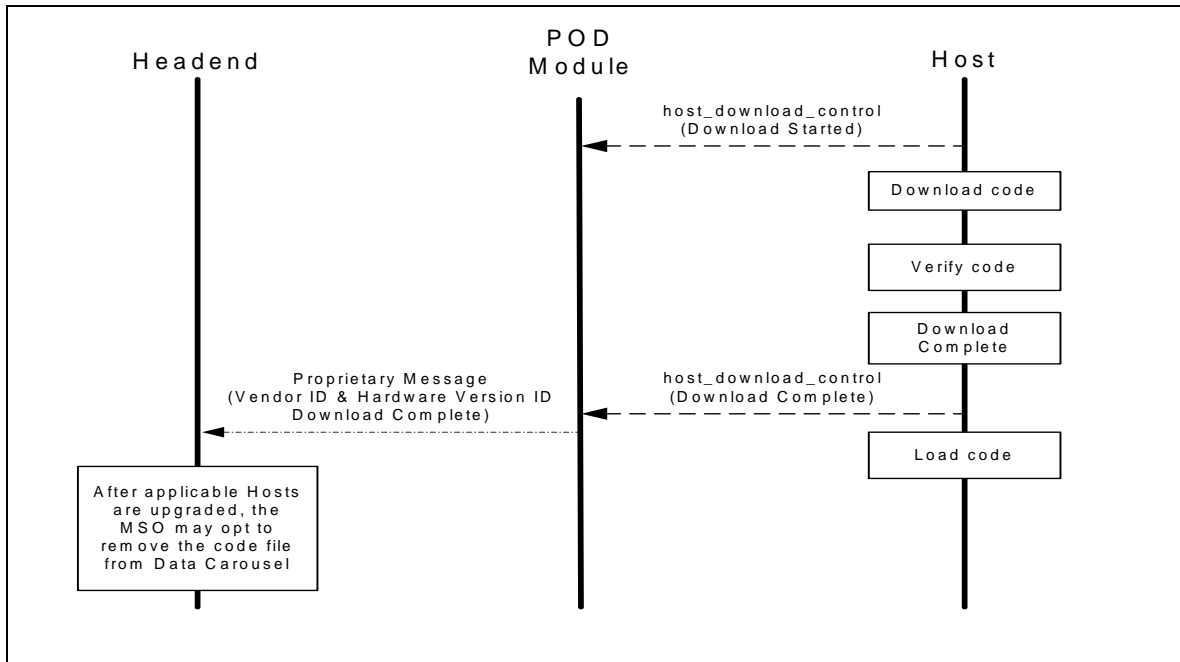 Headend
POD
Module
Host
host_download_control
(Download Started)
Download code
Verify code
Download
Complete
Proprietary Message
(Vendor ID & Hardware Version ID
Download Complete)
host_download_control
(Download Complete)
Load code
After applicable Hosts
are upgraded, the
MSO may opt to
remove the code file
from Data Carousel